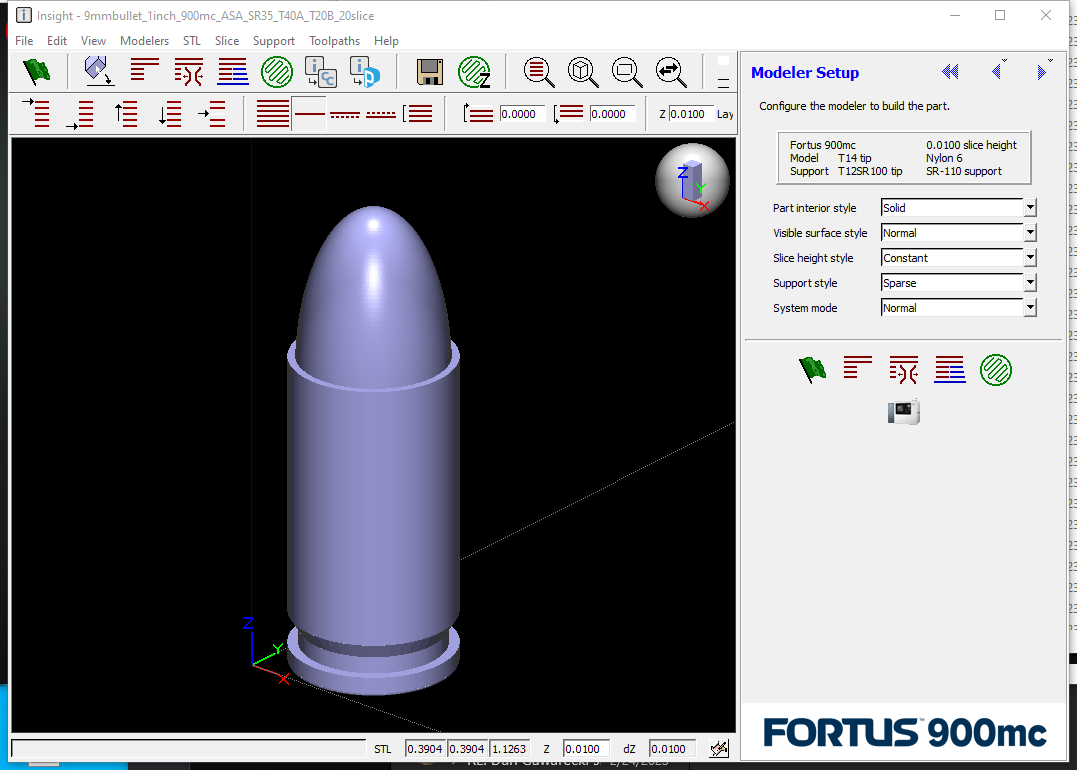 Insight - 9mmbullet_1inch_900mc_ASA_SR35_T40A_T20B_20slice
File Edit View Modelers STL Slice Support Toolpaths Help
Modeler Setup
Configure the modeler to build the part.
0.0000 0.0000 Z 0.0100 Lay
Fortus 900mc 0.0100 slice height
Model T14 tip Nylon 6
Support T12SR100 tip SR-110 support
Part interior style Solid
Visible surface style Normal
Slice height style Constant
Support style Sparse
System mode Normal
Z
Y
X
Z
Y
X
FORTUS 900mc
STL 0.3904 0.3904 1.1263 Z 0.0100 dZ 0.0100